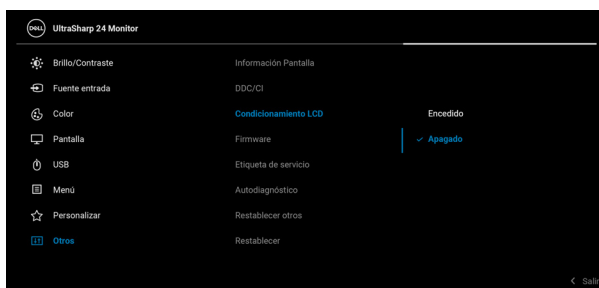 DELL UltraSharp 24 Monitor
Brillo/Contraste Información Pantalla
Fuente entrada DDC/CI
Color Condicionamiento LCD Encedido
Pantalla Firmware Apagado
USB Etiqueta de servicio
Menú Autodiagnóstico
Personalizar Restablecer otros
Otros Restablecer
Salir